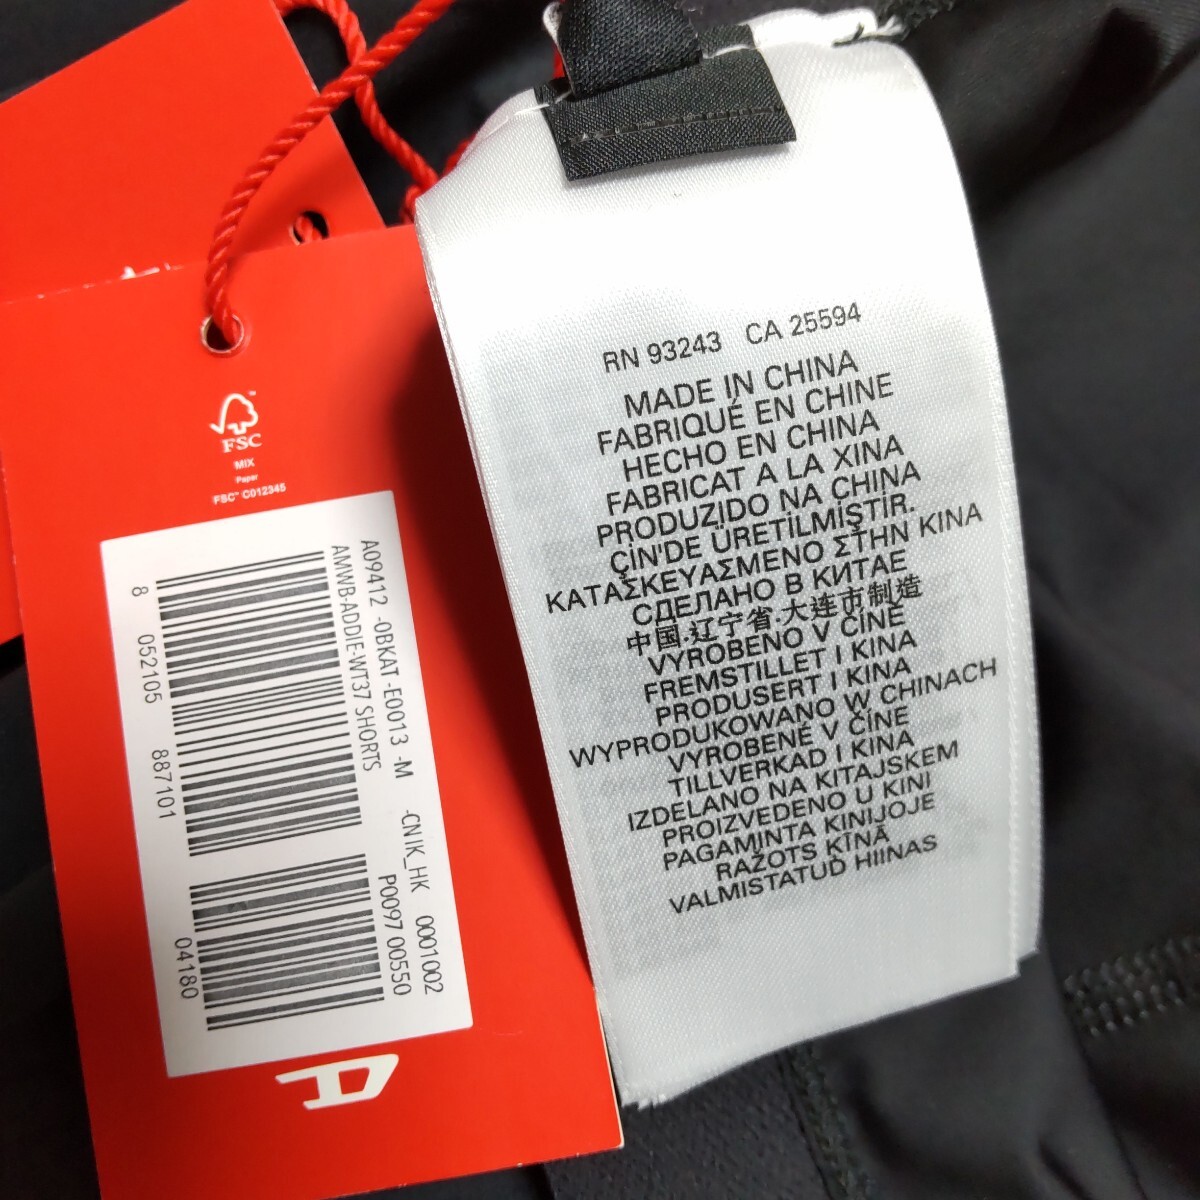 FSC™
MIX
Paper
FSC™ C012345
A09412 -0BKAT -E0013 -M -CNIK_HK 0001002
AMWB-ADDIE-WT37 SHORTS P0097 00550
8 052105 887101 04180
RN 93243 CA 25594
MADE IN CHINA
FABRIQUÉ EN CHINE
HECHO EN CHINA
FABRICAT A LA XINA
PRODUZIDO NA CHINA
ÇİN'DE ÜRETİLMİŞTİR.
ΚΑΤΑΣΚΕΥΑΣΜΕΝΟ ΣΤΗΝ ΚΙΝΑ
СДЕЛАНО В КИТАЕ
中国.辽宁省.大连市制造
VYROBENO V ČÍNĚ
FREMSTILLET I KINA
PRODUSERT I KINA
WYPRODUKOWANO W CHINACH
VYROBENÉ V ČÍNE
TILLVERKAD I KINA
IZDELANO NA KITAJSKEM
PROIZVEDENO U KINI
PAGAMINTA KINIJOJE
RAŽOTS ĶĪNĀ
VALMISTATUD HIINAS